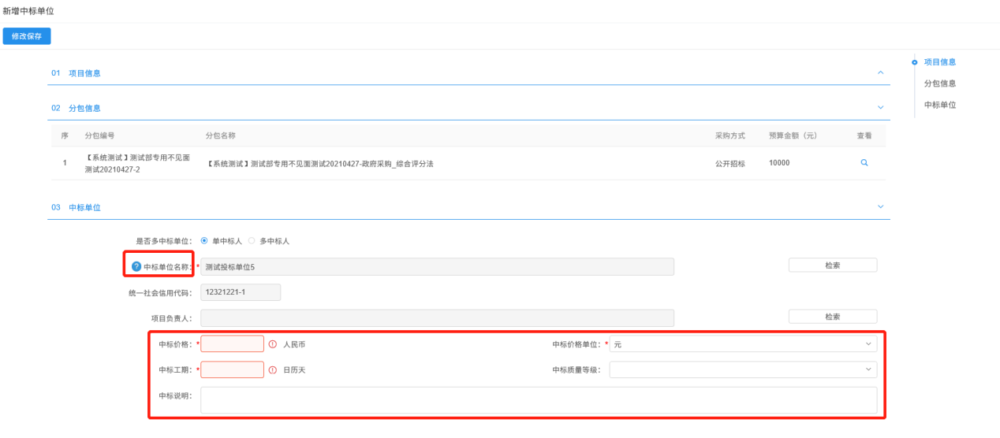 新增中标单位
修改保存
01 项目信息
项目信息
分包信息
中标单位
02 分包信息
序 分包编号 分包名称 采购方式 预算金额（元） 查看
1 【系统测试】测试部专用不见面测试20210427-2 【系统测试】测试部专用不见面测试20210427-政府采购_综合评分法 公开招标 10000
03 中标单位
是否多中标单位： 单中标人 多中标人
? 中标单位名称：* 测试投标单位5 检索
统一社会信用代码： 12321221-1
项目负责人： 检索
中标价格：* 人民币 中标价格单位：* 元
中标工期：* 日历天 中标质量等级：
中标说明：